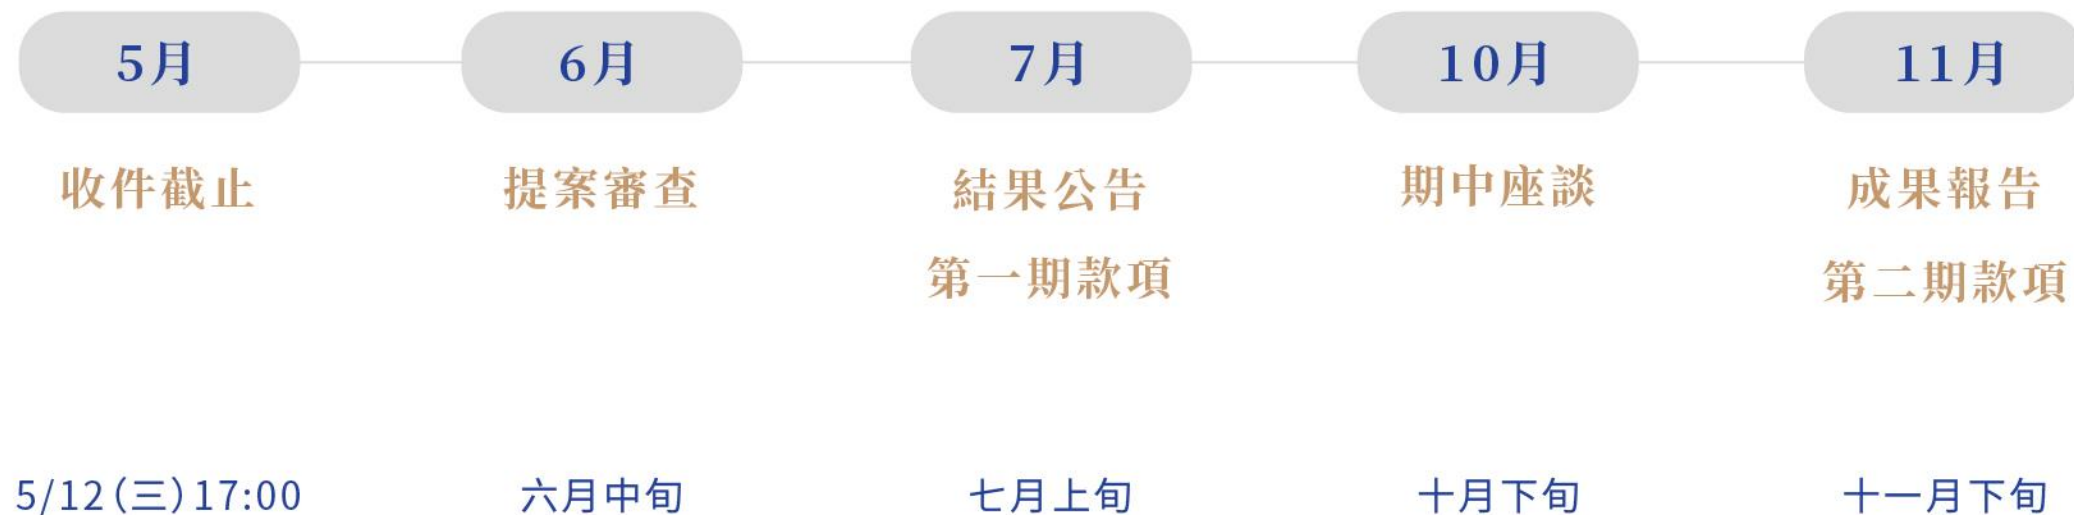 5月
6月
7月
10月
11月
收件截止
提案審查
結果公告
期中座談
成果報告
第一期款項
第二期款項
5/12(三)17:00
六月中旬
七月上旬
十月下旬
十一月下旬